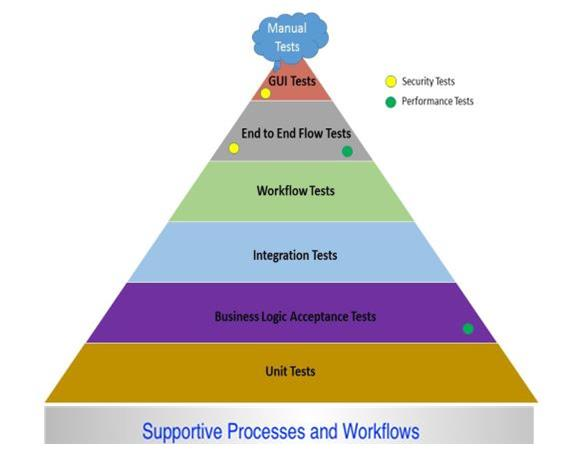 Manual
Tests
GUI Tests
Security Tests
Performance Tests
End to End Flow Tests
Workflow Tests
Integration Tests
Business Logic Acceptance Tests
Unit Tests
Supportive Processes and Workflows